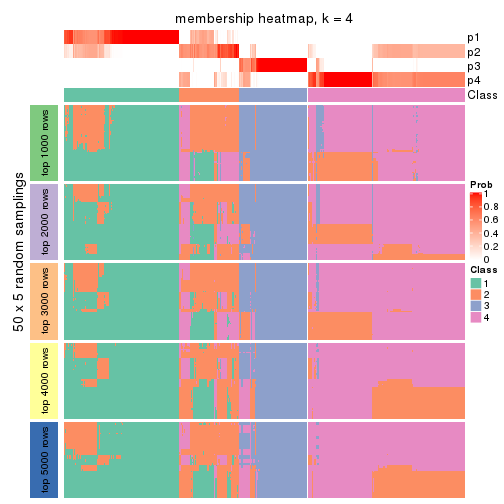 membership heatmap, k = 4
p1
p2
p3
p4
Class
50 x 5 random samplings
top 1000 rows
top 2000 rows
top 3000 rows
top 4000 rows
top 5000 rows
Prob
1
0.8
0.6
0.4
0.2
0
Class
1
2
3
4